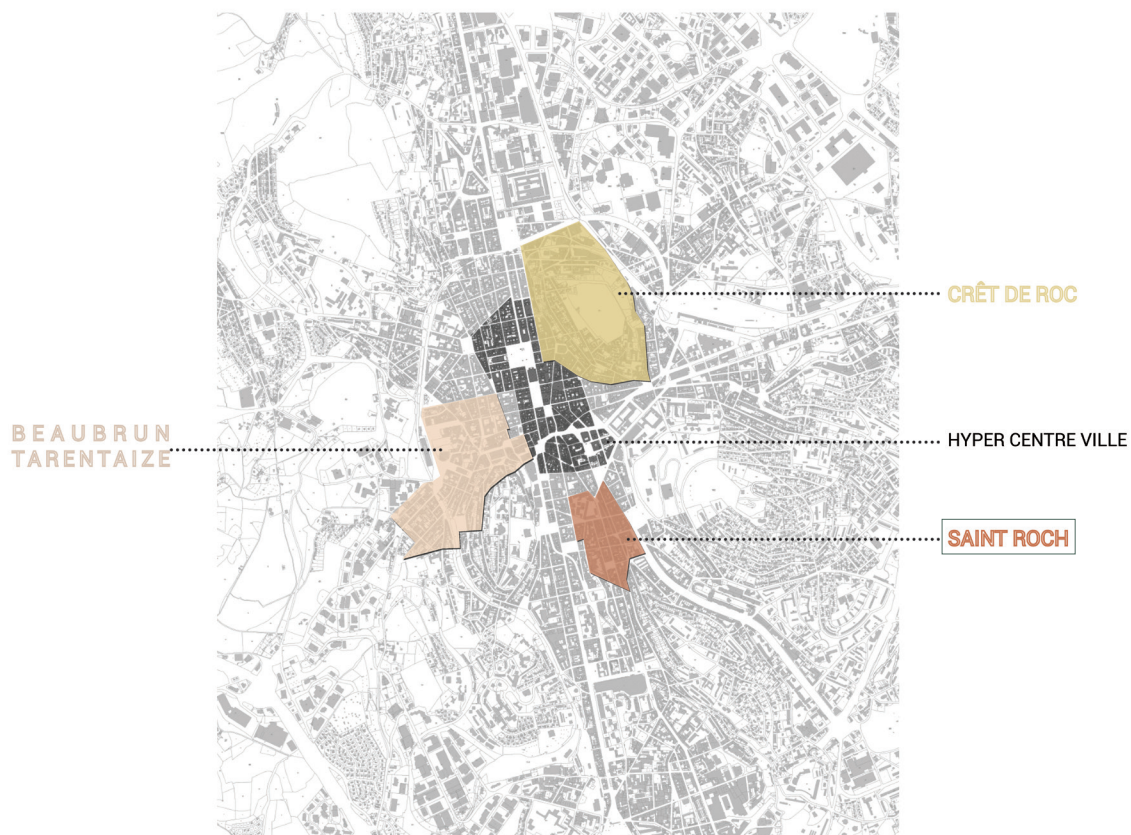 CRÊT DE ROC
BEAUBRUN
TARENTAIZE
HYPER CENTRE VILLE
SAINT ROCH